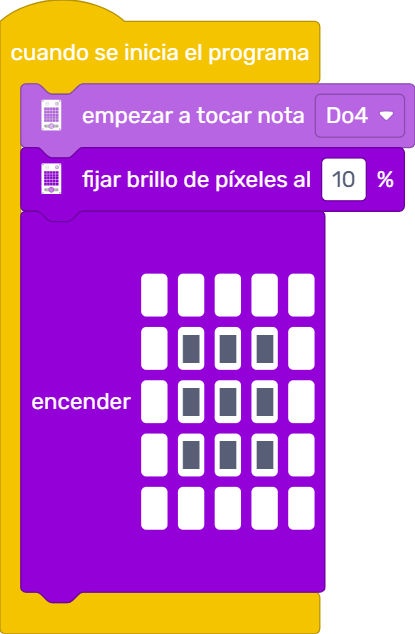 cuando se inicia el programa
empezar a tocar nota Do4
fijar brillo de píxeles al 10 %
encender